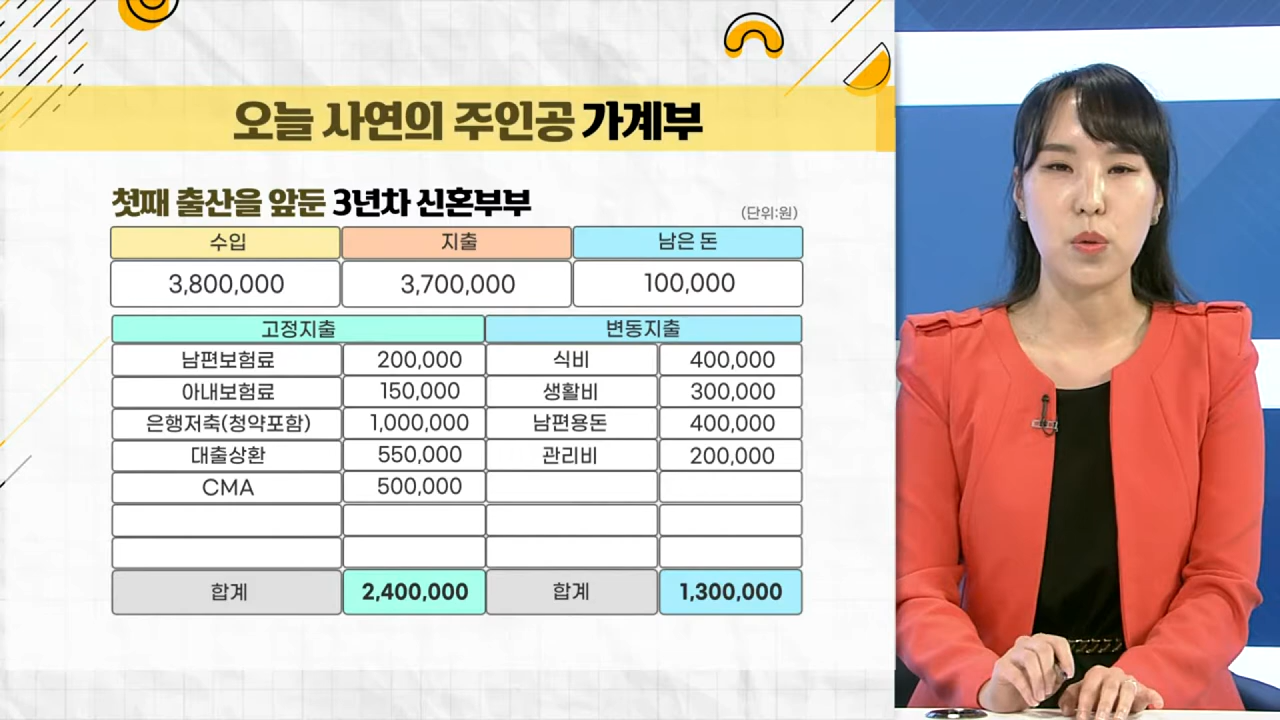 오늘 사연의 주인공 가계부
첫째 출산을 앞둔 3년차 신혼부부
(단위:원)
수입 지출 남은 돈
3,800,000 3,700,000 100,000
고정지출 변동지출
남편보험료 200,000 식비 400,000
아내보험료 150,000 생활비 300,000
은행저축(청약포함) 1,000,000 남편용돈 400,000
대출상환 550,000 관리비 200,000
CMA 500,000
합계 2,400,000 합계 1,300,000